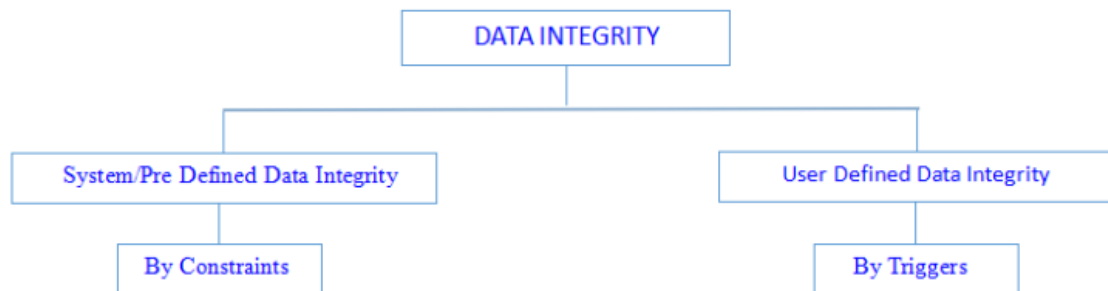 DATA INTEGRITY
System/Pre Defined Data Integrity
User Defined Data Integrity
By Constraints
By Triggers